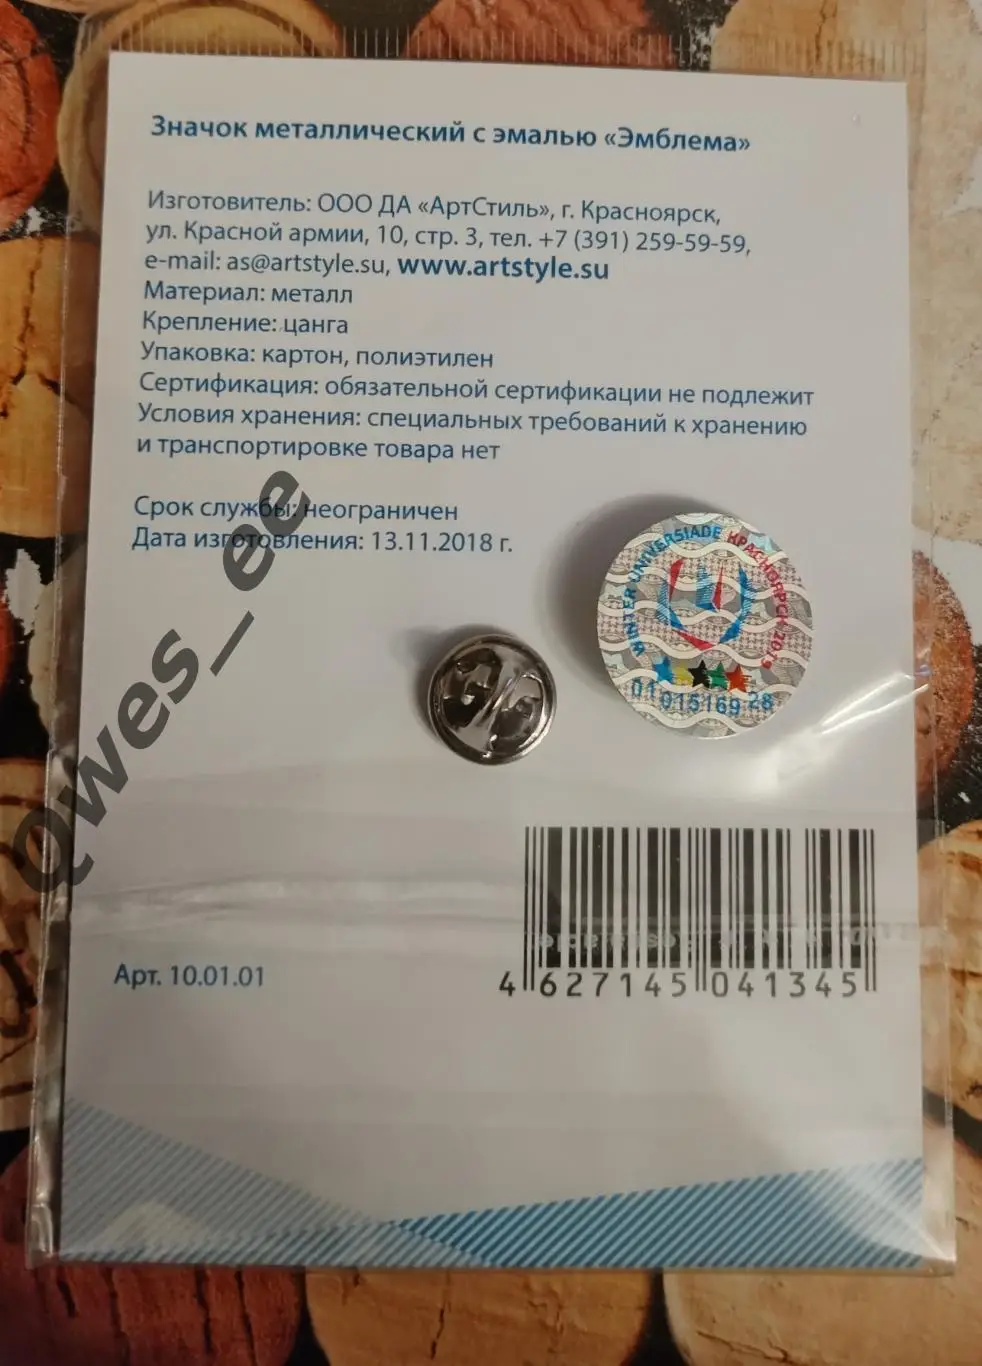 Значок металлический с эмалью «Эмблема»
Изготовитель: ООО ДА «АртСтиль», г. Красноярск,
ул. Красной армии, 10, стр. 3, тел. +7 (391) 259-59-59,
e-mail: as@artstyle.su, www.artstyle.su
Материал: металл
Крепление: цанга
Упаковка: картон, полиэтилен
Сертификация: обязательной сертификации не подлежит
Условия хранения: специальных требований к хранению
и транспортировке товара нет
Срок службы: неограничен
Дата изготовления: 13.11.2018 г.
WINTER UNIVERSIADE КРАСНОЯРСК 2019
01 015169 28
Qwes_ee
Арт. 10.01.01
4 627145 041345